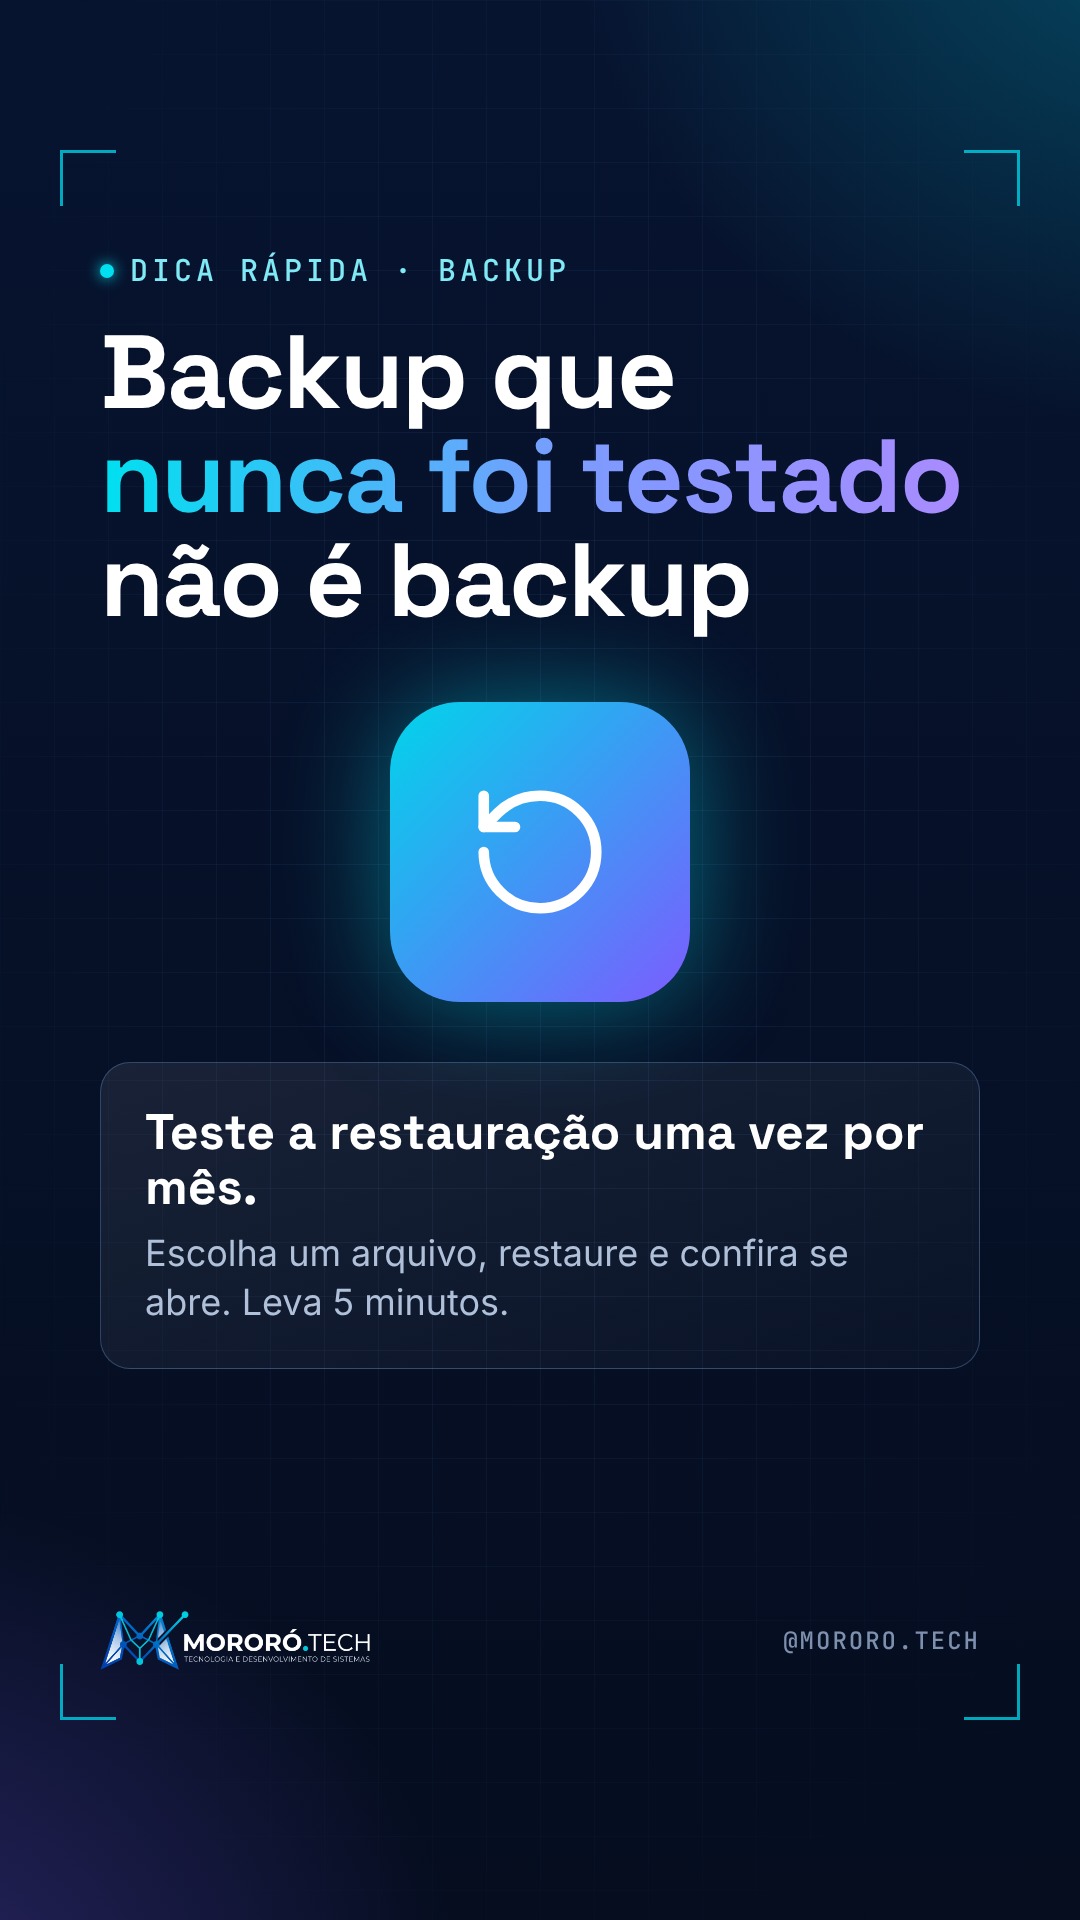 DICA RÁPIDA · BACKUP
Backup que
nunca foi testado
não é backup
Teste a restauração uma vez por
mês.
Escolha um arquivo, restaure e confira se
abre. Leva 5 minutos.
MORORÓ.TECH
TECNOLOGIA E DESENVOLVIMENTO DE SISTEMAS
@MORORO.TECH